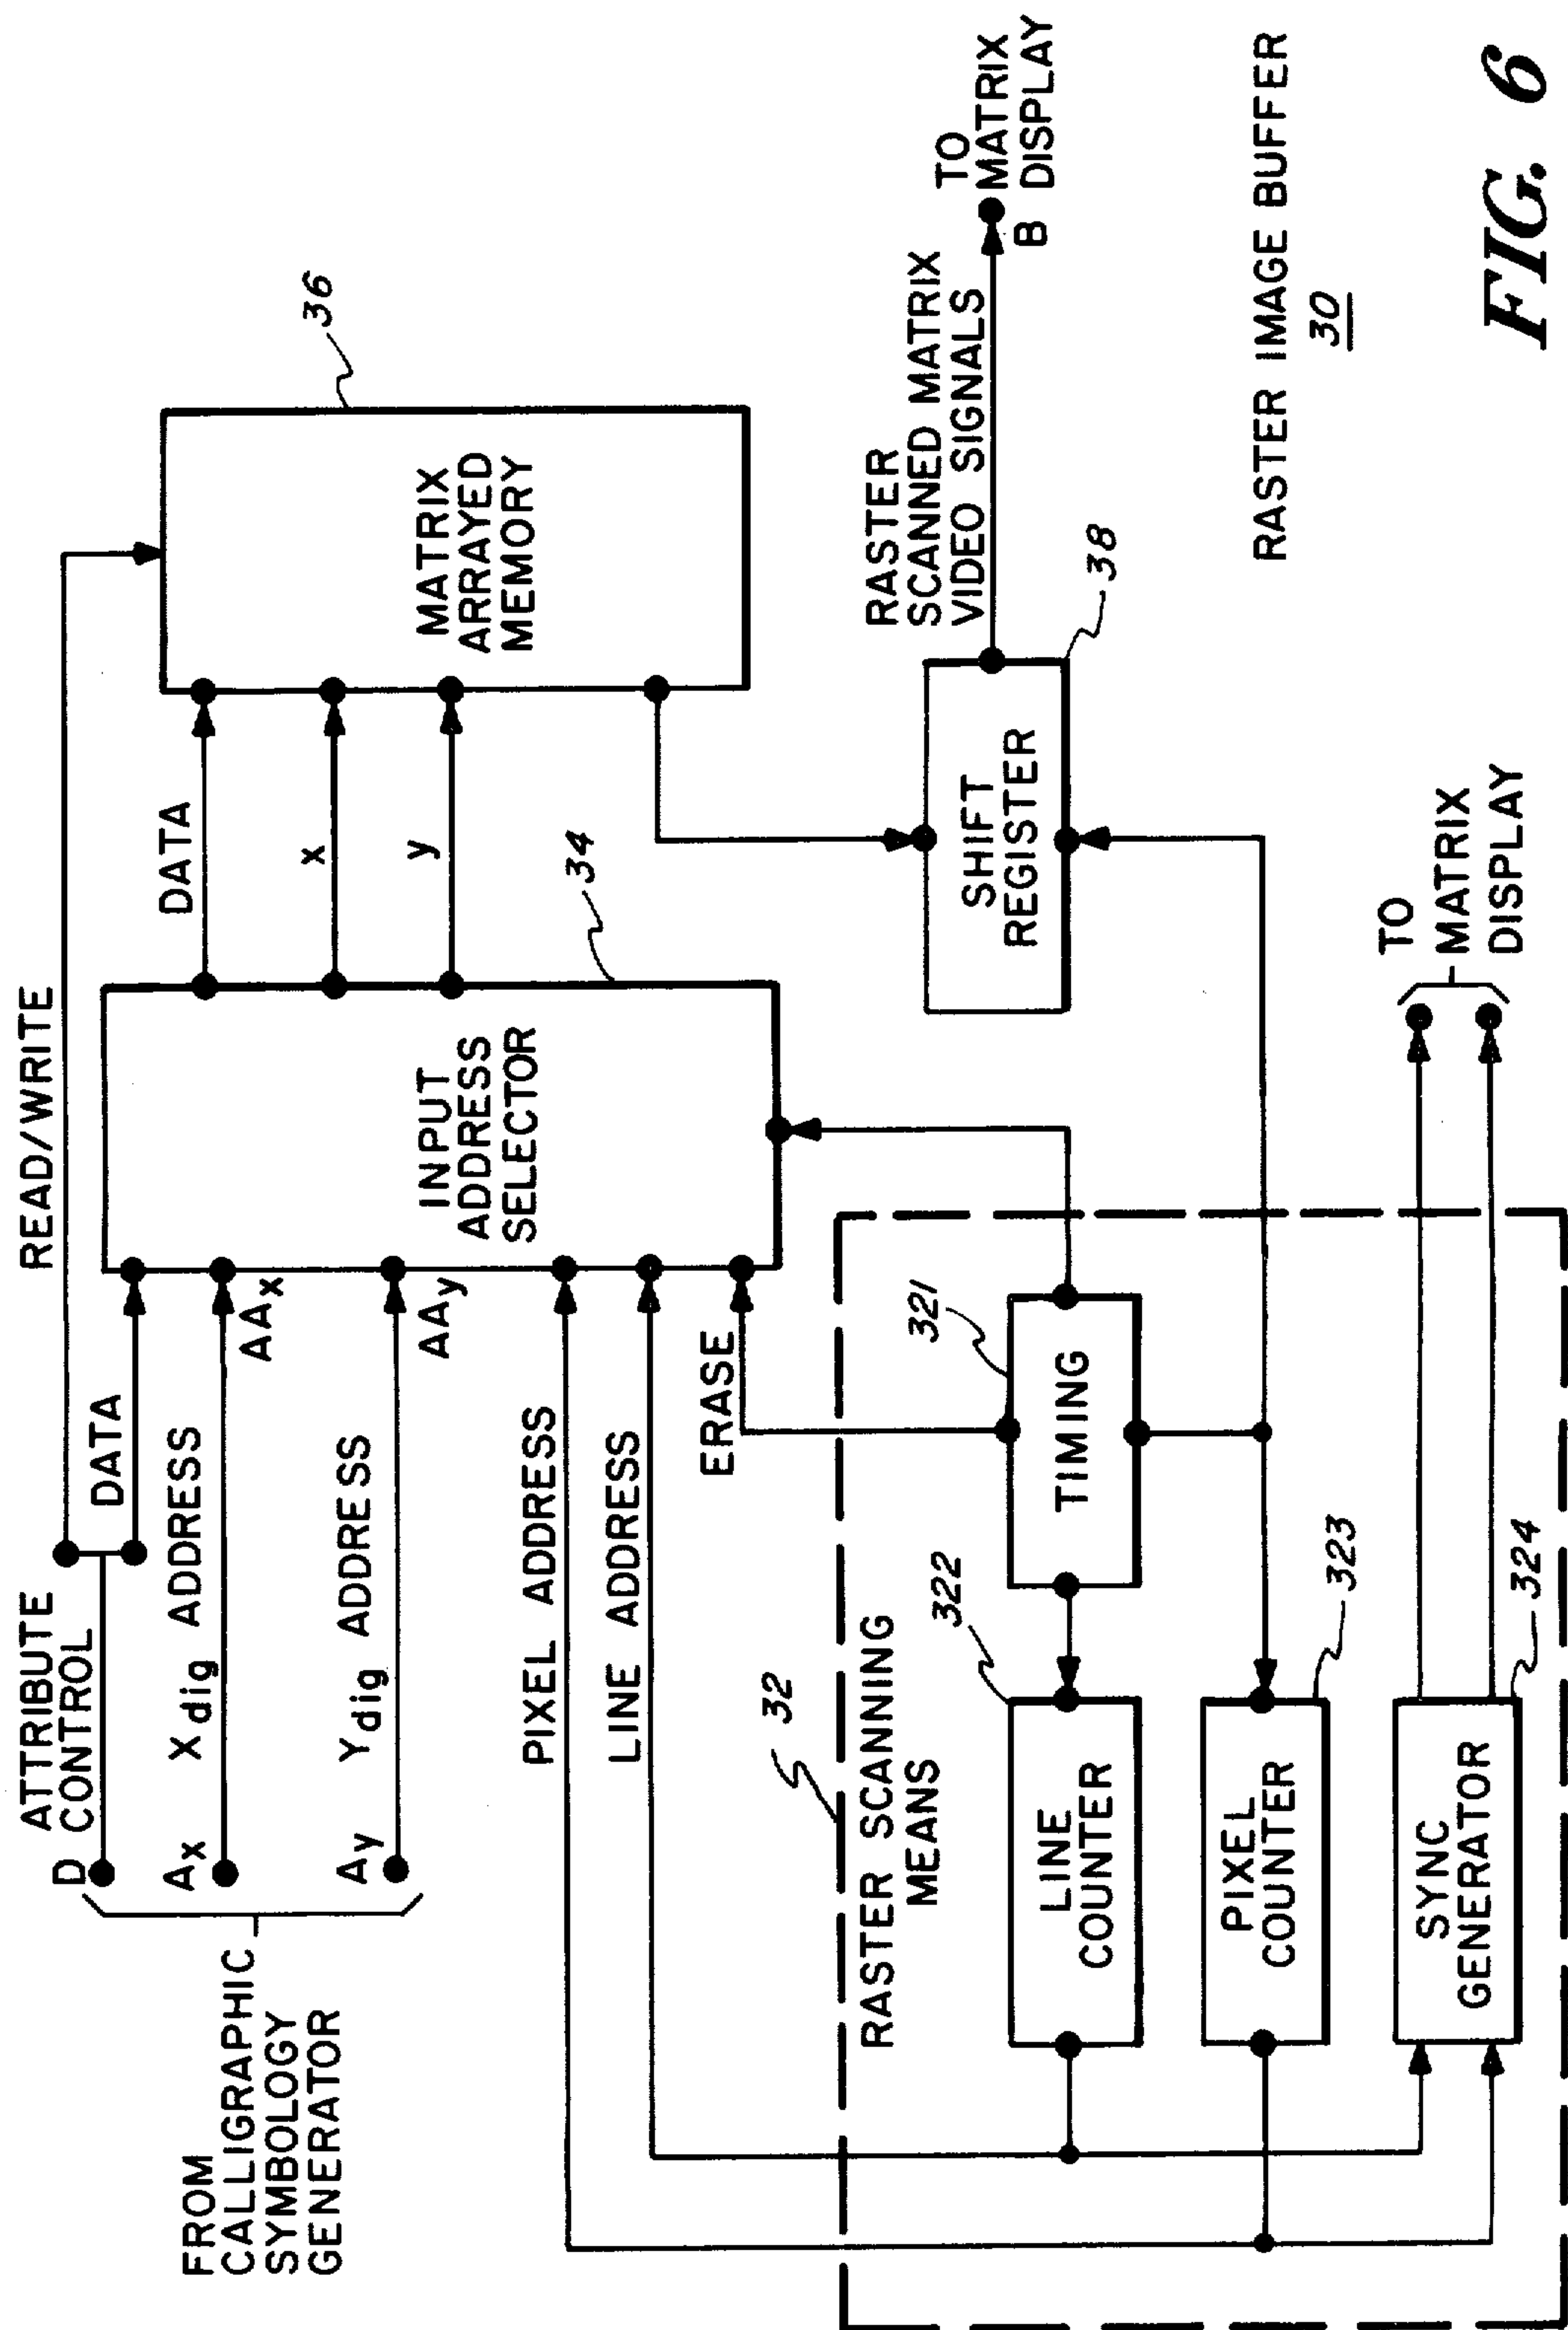 READ/WRITE
D
ATTRIBUTE
CONTROL
DATA
Ax
Xdig ADDRESS
AAx
Ay
Ydig ADDRESS
AAy
FROM
CALLIGRAPHIC
SYMBOLOGY
GENERATOR
PIXEL ADDRESS
LINE ADDRESS
ERASE
INPUT
ADDRESS
SELECTOR
34
DATA
x
y
MATRIX
ARRAYED
MEMORY
36
32
RASTER SCANNING
MEANS
322
LINE
COUNTER
321
TIMING
323
PIXEL
COUNTER
324
SYNC
GENERATOR
SHIFT
REGISTER
38
RASTER
SCANNED MATRIX
VIDEO SIGNALS
B
TO
MATRIX
DISPLAY
TO
MATRIX
DISPLAY
RASTER IMAGE BUFFER
30
FIG. 6